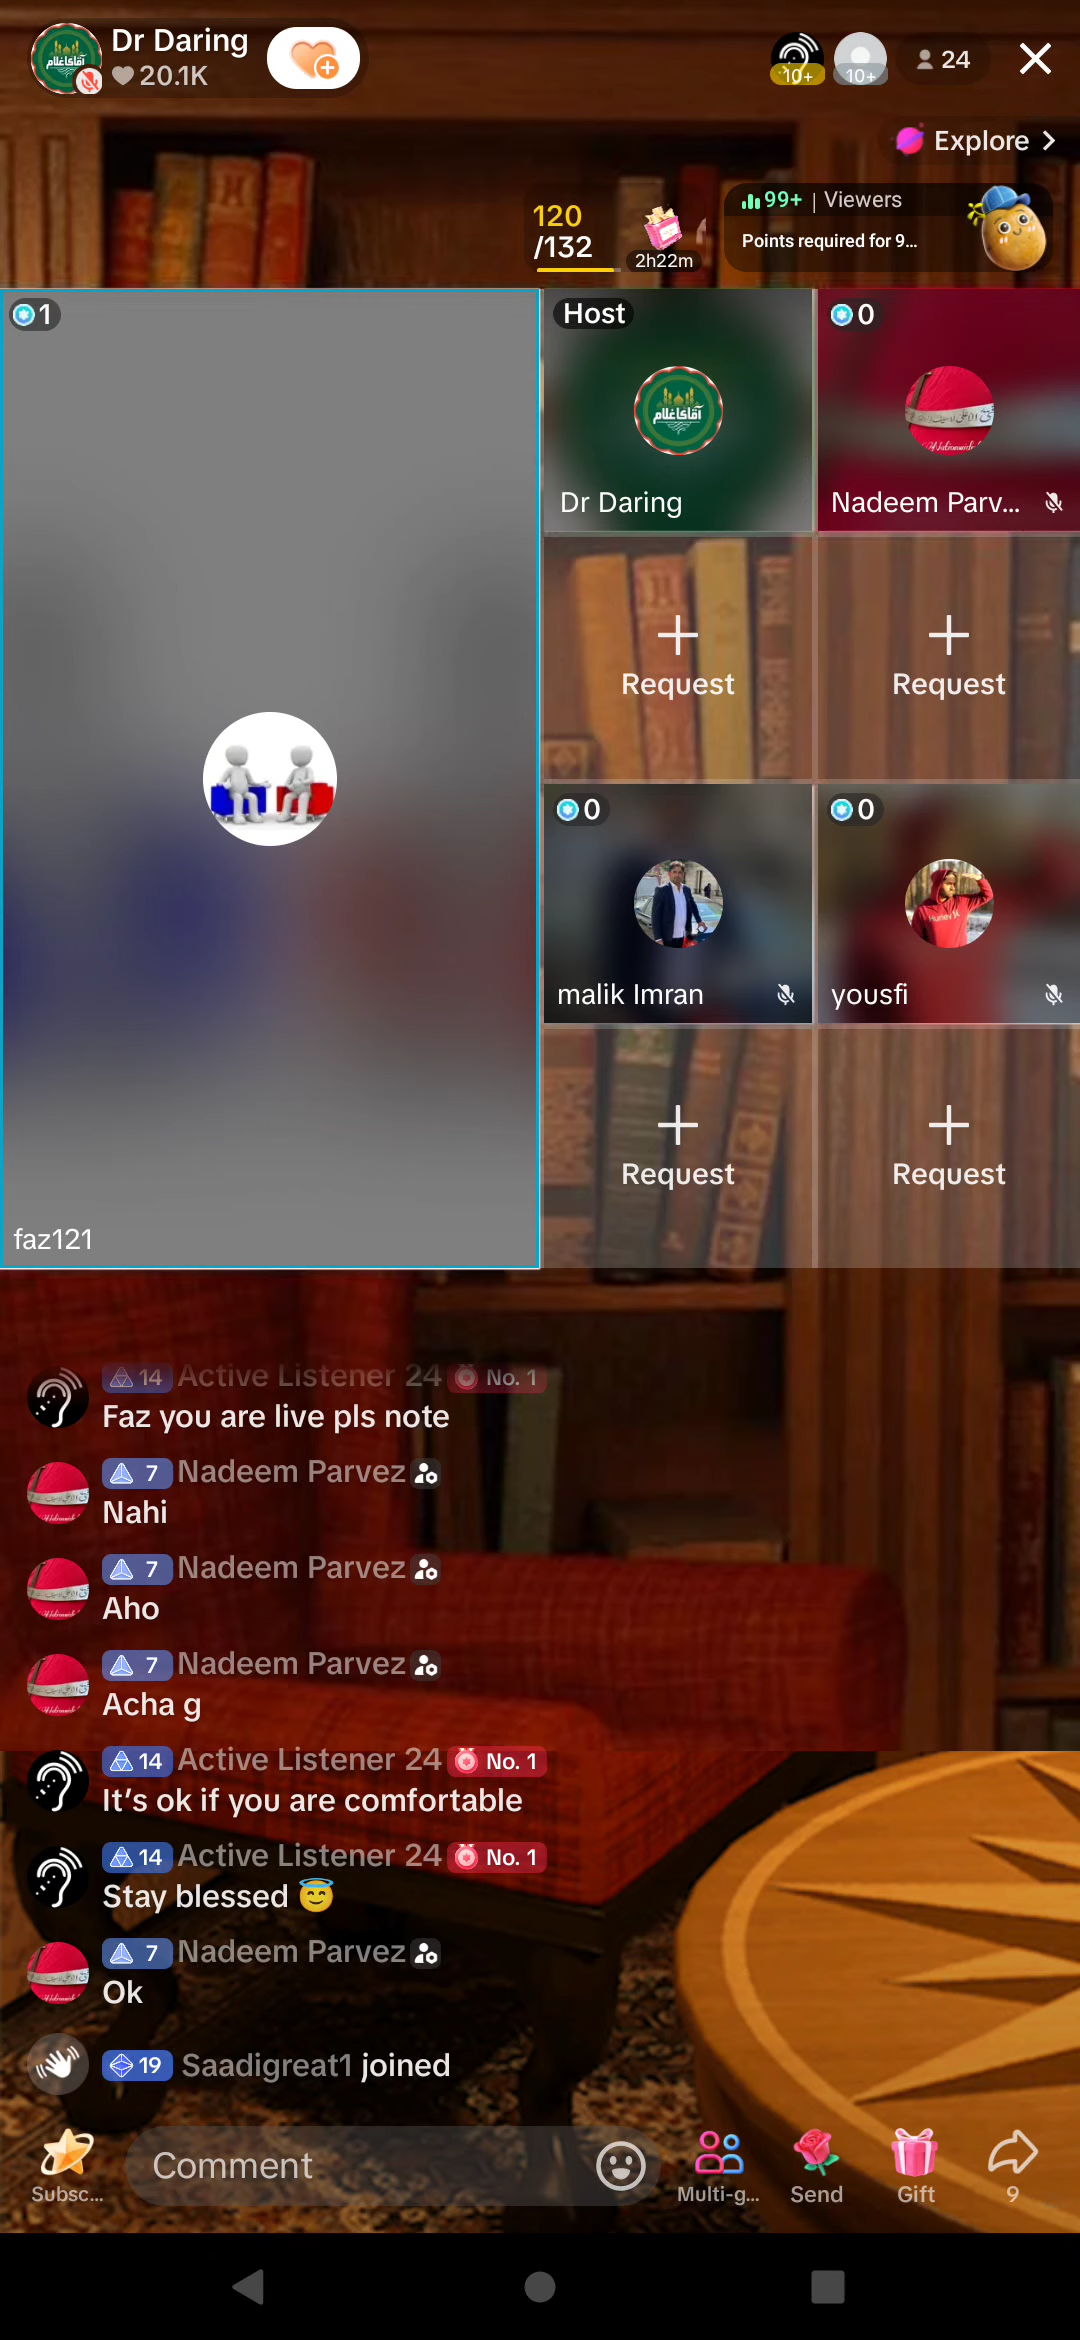 Dr Daring
20.1K
10+
10+
24
Explore
120
/132
2h22m
99+ | Viewers
Points required for 9...
1
Host
آقا کا غلام
Dr Daring
0
Nadeem Parv...
Request
Request
0
malik Imran
0
yousfi
Request
Request
faz121
14 Active Listener 24 No. 1
Faz you are live pls note
7 Nadeem Parvez
Nahi
7 Nadeem Parvez
Aho
7 Nadeem Parvez
Acha g
14 Active Listener 24 No. 1
It's ok if you are comfortable
14 Active Listener 24 No. 1
Stay blessed 😇
7 Nadeem Parvez
Ok
19 Saadigreat1 joined
Subsc...
Comment
Multi-g...
Send
Gift
9